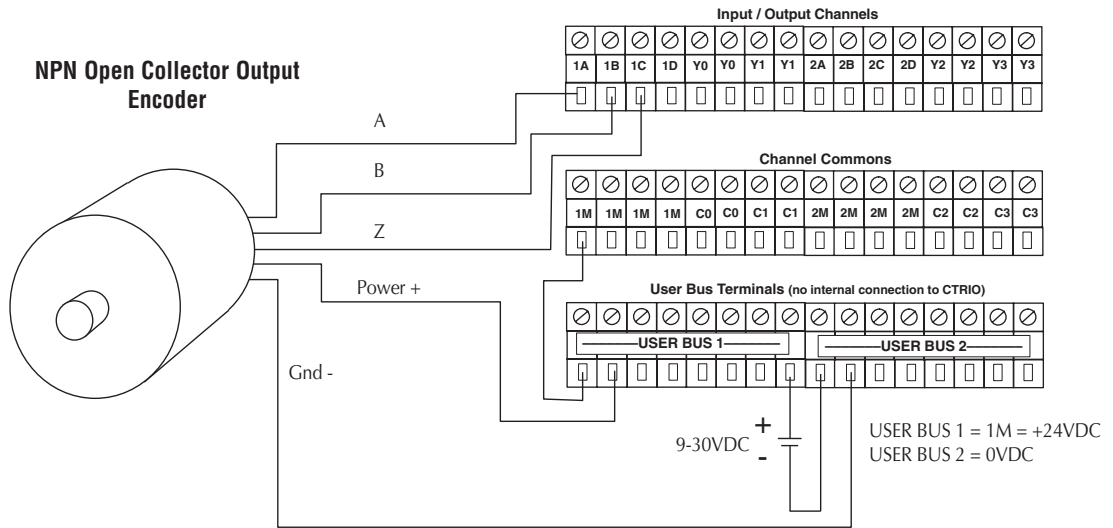 Input / Output Channels
NPN Open Collector Output
Encoder
1A 1B 1C 1D Y0 Y0 Y1 Y1 2A 2B 2C 2D Y2 Y2 Y3 Y3
A
B
Z
Channel Commons
1M 1M 1M 1M C0 C0 C1 C1 2M 2M 2M 2M C2 C2 C3 C3
Power +
User Bus Terminals (no internal connection to CTRIO)
USER BUS 1 USER BUS 2
Gnd -
9-30VDC + -
USER BUS 1 = 1M = +24VDC
USER BUS 2 = 0VDC